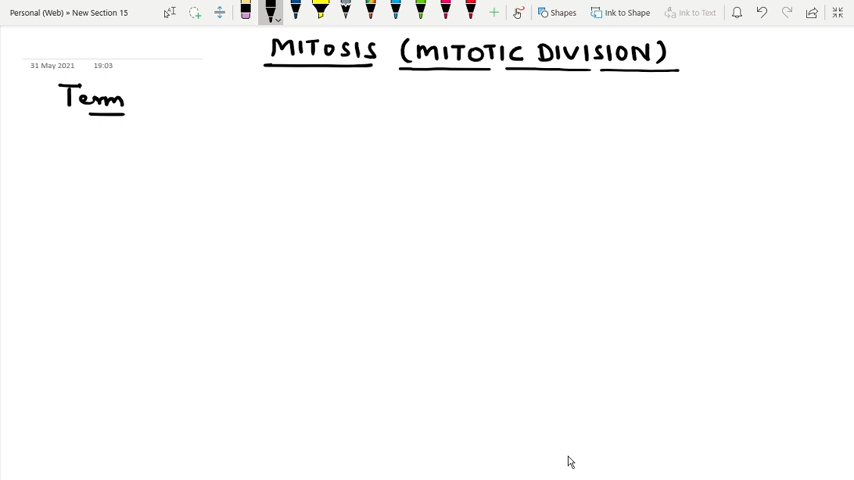 Personal (Web) » New Section 15
Shapes
Ink to Shape
Ink to Text
MITOSIS (MITOTIC DIVISION)
31 May 2021 19:03
Term